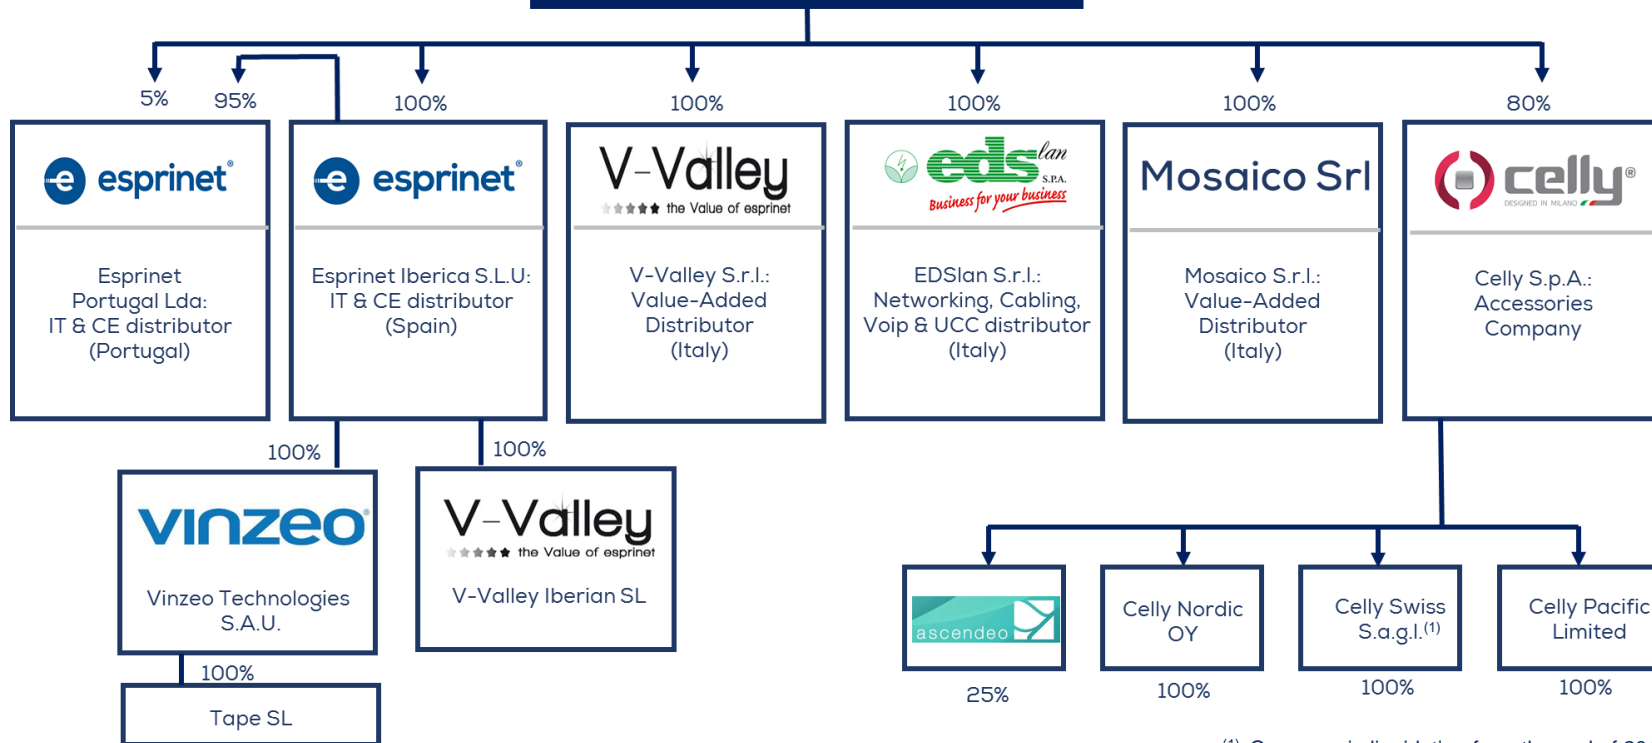 5%
95%
100%
100%
100%
100%
80%
esprinet®
esprinet®
V-Valley
the Value of esprinet
eds lan
S.P.A.
Business for your business
Mosaico Srl
celly®
DESIGNED IN MILANO
Esprinet
Portugal Lda:
IT & CE distributor
(Portugal)
Esprinet Iberica S.L.U:
IT & CE distributor
(Spain)
V-Valley S.r.l.:
Value-Added
Distributor
(Italy)
EDSlan S.r.l.:
Networking, Cabling,
Voip & UCC distributor
(Italy)
Mosaico S.r.l.:
Value-Added
Distributor
(Italy)
Celly S.p.A.:
Accessories
Company
100%
100%
vinzeo®
Vinzeo Technologies
S.A.U.
V-Valley
the Value of esprinet
V-Valley Iberian SL
100%
Tape SL
ascendeo
25%
Celly Nordic
OY
100%
Celly Swiss
S.a.g.l.(1)
100%
Celly Pacific
Limited
100%